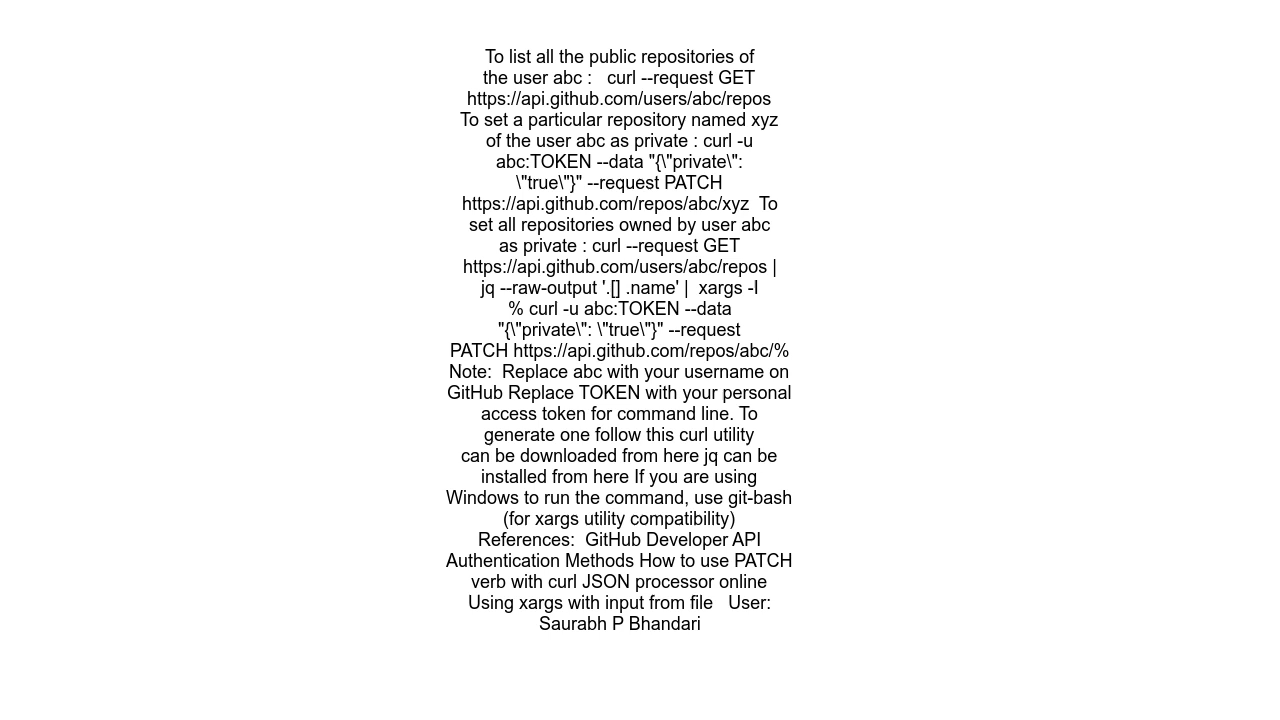 To list all the public repositories of
the user abc :   curl --request GET
https://api.github.com/users/abc/repos
To set a particular repository named xyz
of the user abc as private : curl -u
abc:TOKEN --data "{\"private\":
\"true\"}" --request PATCH
https://api.github.com/repos/abc/xyz  To
set all repositories owned by user abc
as private : curl --request GET
https://api.github.com/users/abc/repos |
jq --raw-output '.[] .name' |  xargs -I
% curl -u abc:TOKEN --data
"{\"private\": \"true\"}" --request
PATCH https://api.github.com/repos/abc/%
Note:  Replace abc with your username on
GitHub Replace TOKEN with your personal
access token for command line. To
generate one follow this curl utility
can be downloaded from here jq can be
installed from here If you are using
Windows to run the command, use git-bash
(for xargs utility compatibility)
References:  GitHub Developer API
Authentication Methods How to use PATCH
verb with curl JSON processor online
Using xargs with input from file   User:
Saurabh P Bhandari